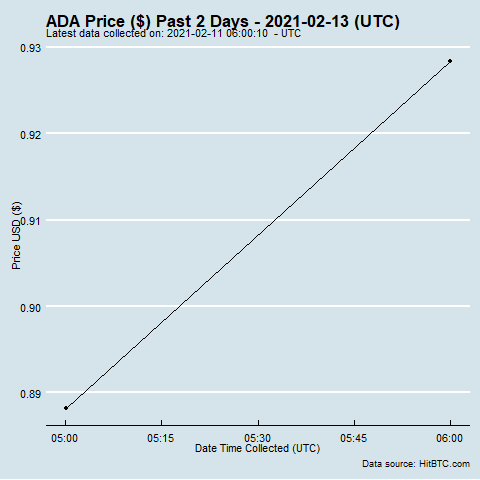 ADA Price ($) Past 2 Days - 2021-02-13 (UTC)
Latest data collected on: 2021-02-11 06:00:10 - UTC
0.93
0.92
0.91
0.90
0.89
Price USD ($)
05:00
05:15
05:30
05:45
06:00
Date Time Collected (UTC)
Data source: HitBTC.com